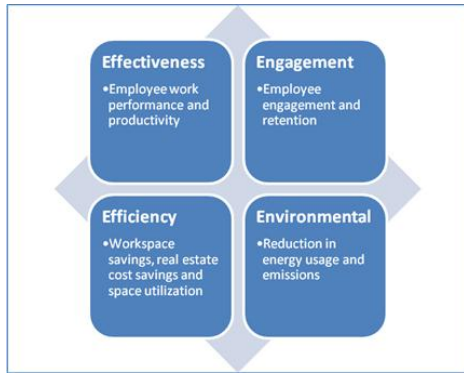 Effectiveness
•Employee work
performance and
productivity
Engagement
•Employee
engagement and
retention
Efficiency
•Workspace
savings, real estate
cost savings and
space utilization
Environmental
•Reduction in
energy usage and
emissions